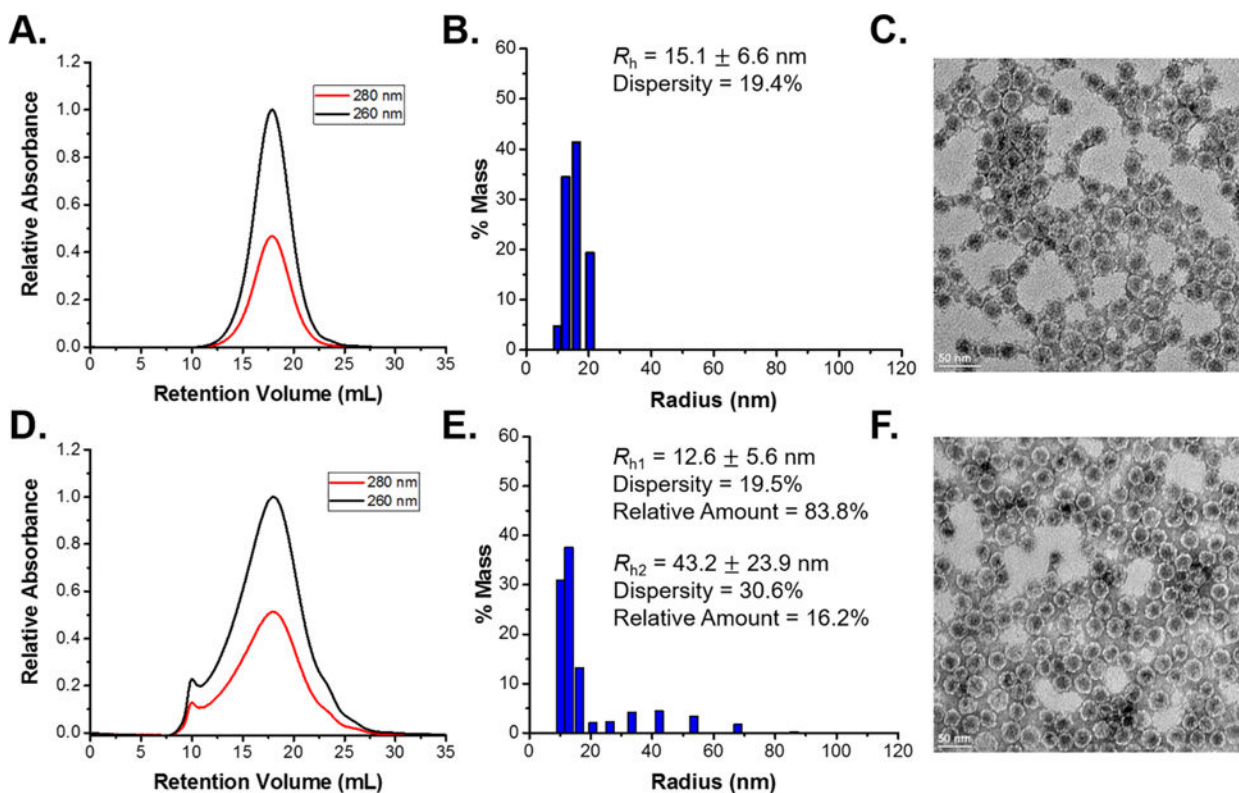 A.
Relative Absorbance
1.2
1.0
0.8
0.6
0.4
0.2
0.0
0 5 10 15 20 25 30 35
Retention Volume (mL)
280 nm
260 nm
B.
% Mass
60
50
40
30
20
10
0
0 20 40 60 80 100 120
Radius (nm)
Rh = 15.1 ± 6.6 nm
Dispersity = 19.4%
C.
50 nm
D.
Relative Absorbance
1.2
1.0
0.8
0.6
0.4
0.2
0.0
0 5 10 15 20 25 30 35
Retention Volume (mL)
280 nm
260 nm
E.
% Mass
60
50
40
30
20
10
0
0 20 40 60 80 100 120
Radius (nm)
Rh1 = 12.6 ± 5.6 nm
Dispersity = 19.5%
Relative Amount = 83.8%
Rh2 = 43.2 ± 23.9 nm
Dispersity = 30.6%
Relative Amount = 16.2%
F.
50 nm